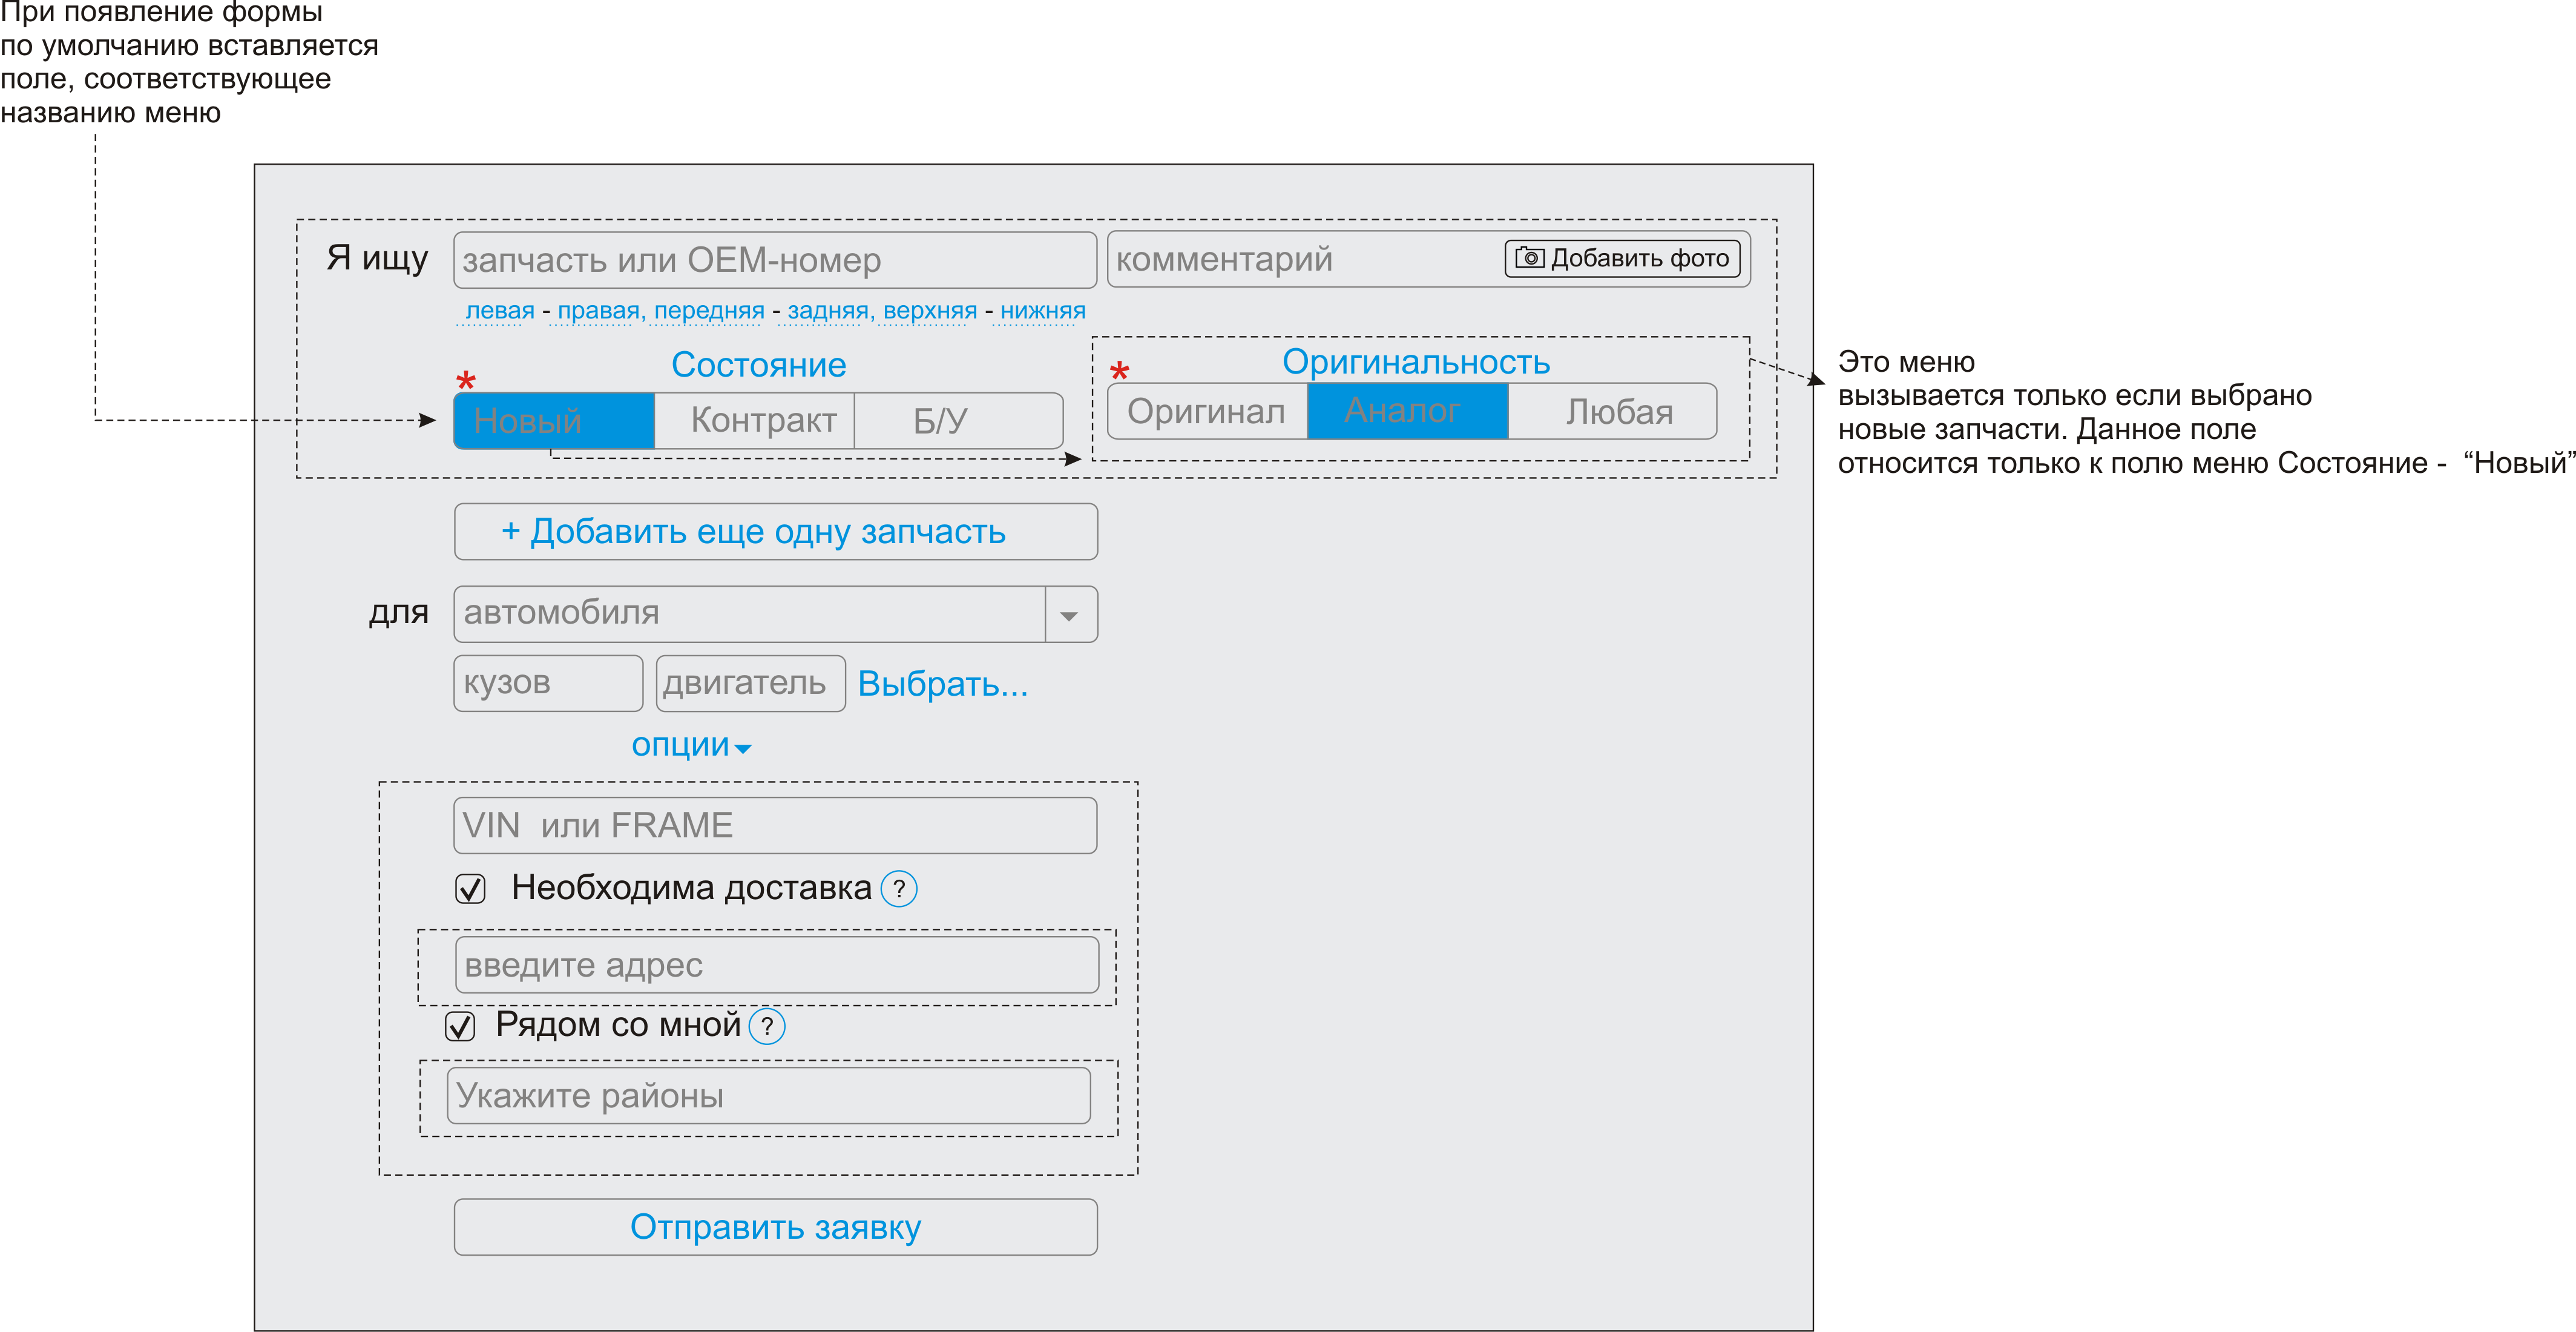 При появление формы
по умолчанию вставляется
поле, соответствующее
названию меню
Я ищу запчасть или OEM-номер комментарий Добавить фото
левая - правая, передняя - задняя, верхняя - нижняя
* Состояние * Оригинальность
Новый Контракт Б/У Оригинал Аналог Любая
Это меню
вызывается только если выбрано
новые запчасти. Данное поле
относится только к полю меню Состояние - “Новый”
+ Добавить еще одну запчасть
для автомобиля
кузов двигатель Выбрать...
опции
VIN или FRAME
Необходима доставка ?
введите адрес
Рядом со мной ?
Укажите районы
Отправить заявку